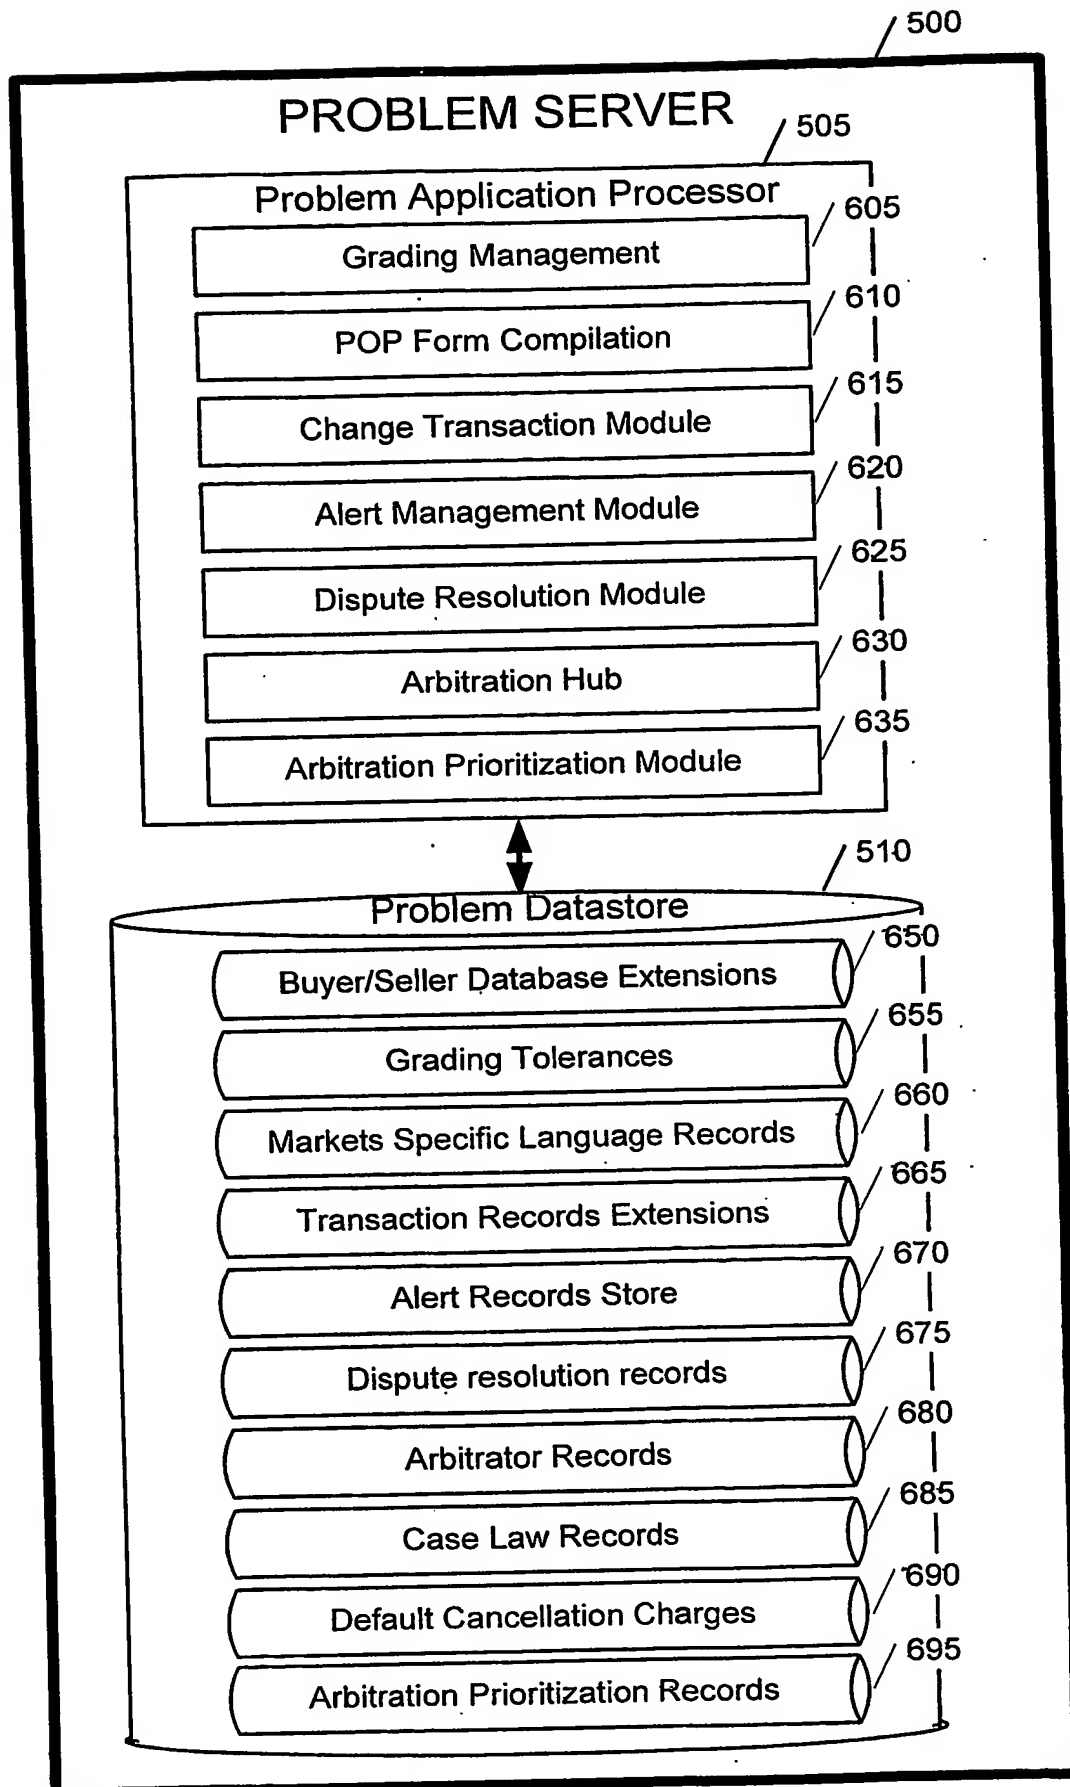 500
PROBLEM SERVER
505
Problem Application Processor
605
Grading Management
610
POP Form Compilation
615
Change Transaction Module
620
Alert Management Module
625
Dispute Resolution Module
630
Arbitration Hub
635
Arbitration Prioritization Module
510
Problem Datastore
650
Buyer/Seller Database Extensions
655
Grading Tolerances
660
Markets Specific Language Records
665
Transaction Records Extensions
670
Alert Records Store
675
Dispute resolution records
680
Arbitrator Records
685
Case Law Records
690
Default Cancellation Charges
695
Arbitration Prioritization Records